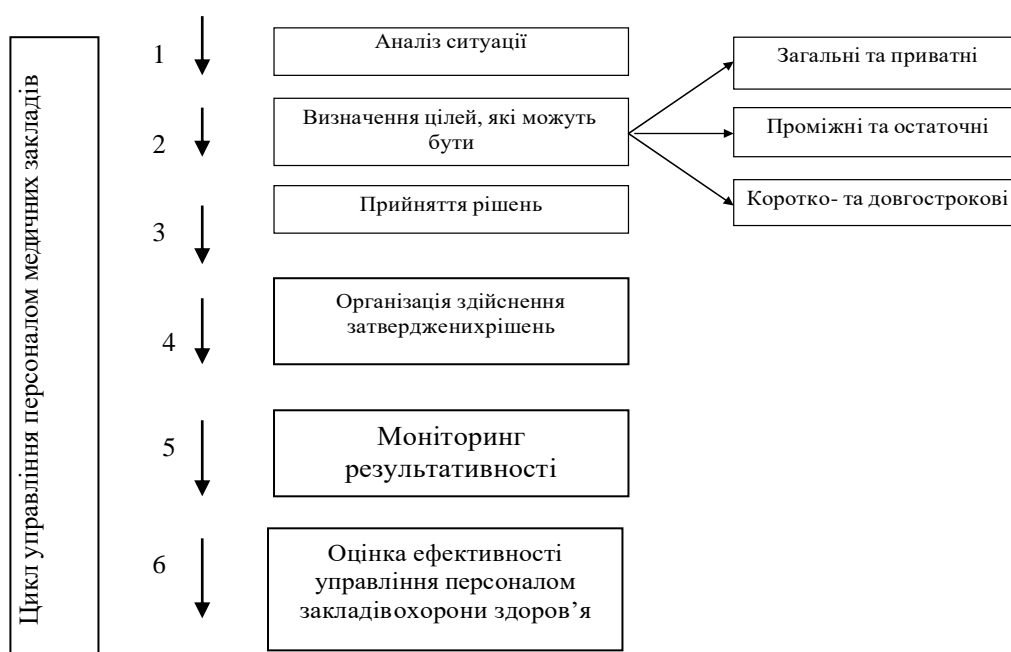 Цикл управління персоналом медичних закладів
1
Аналіз ситуації
2
Визначення цілей, які можуть
бути
Загальні та приватні
Проміжні та остаточні
Коротко- та довгострокові
3
Прийняття рішень
4
Організація здійснення
затвердженихрішень
5
Моніторинг
результативності
6
Оцінка ефективності
управління персоналом
закладівохорони здоров’я